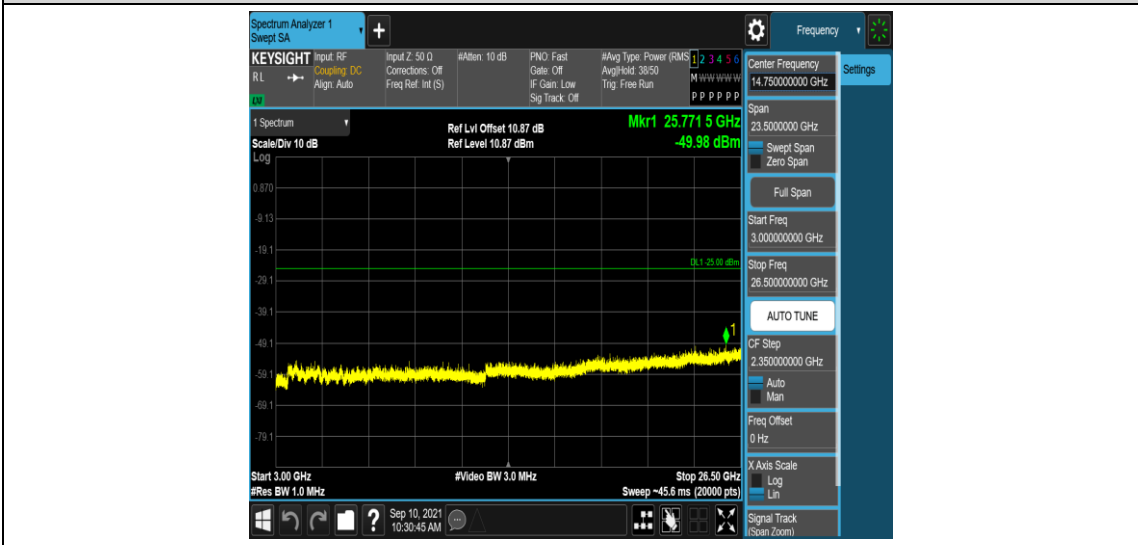 Spectrum Analyzer 1
Swept SA
+
Frequency
KEYSIGHT
RL
LXI
Input: RF
Coupling: DC
Align: Auto
Input Z: 50 Ω
Corrections: Off
Freq Ref: Int (S)
#Atten: 10 dB
PNO: Fast
Gate: Off
IF Gain: Low
Sig Track: Off
#Avg Type: Power (RMS
Avg|Hold: 38/50
Trig: Free Run
1 2 3 4 5 6
M W W W W W
P P P P P P
Center Frequency
14.750000000 GHz
Settings
Span
23.5000000 GHz
Swept Span
Zero Span
Full Span
Start Freq
3.000000000 GHz
Stop Freq
26.500000000 GHz
AUTO TUNE
CF Step
2.350000000 GHz
Auto
Man
Freq Offset
0 Hz
X Axis Scale
Log
Lin
Signal Track
(Span Zoom)
1 Spectrum
Scale/Div 10 dB
Log
Ref Lvl Offset 10.87 dB
Ref Level 10.87 dBm
Mkr1 25.771 5 GHz
-49.98 dBm
0.870
-9.13
-19.1
DL1 -25.00 dBm
-29.1
-39.1
1
-49.1
-59.1
-69.1
-79.1
Start 3.00 GHz
#Res BW 1.0 MHz
#Video BW 3.0 MHz
Stop 26.50 GHz
Sweep ~45.6 ms (20000 pts)
?
Sep 10, 2021
10:30:45 AM